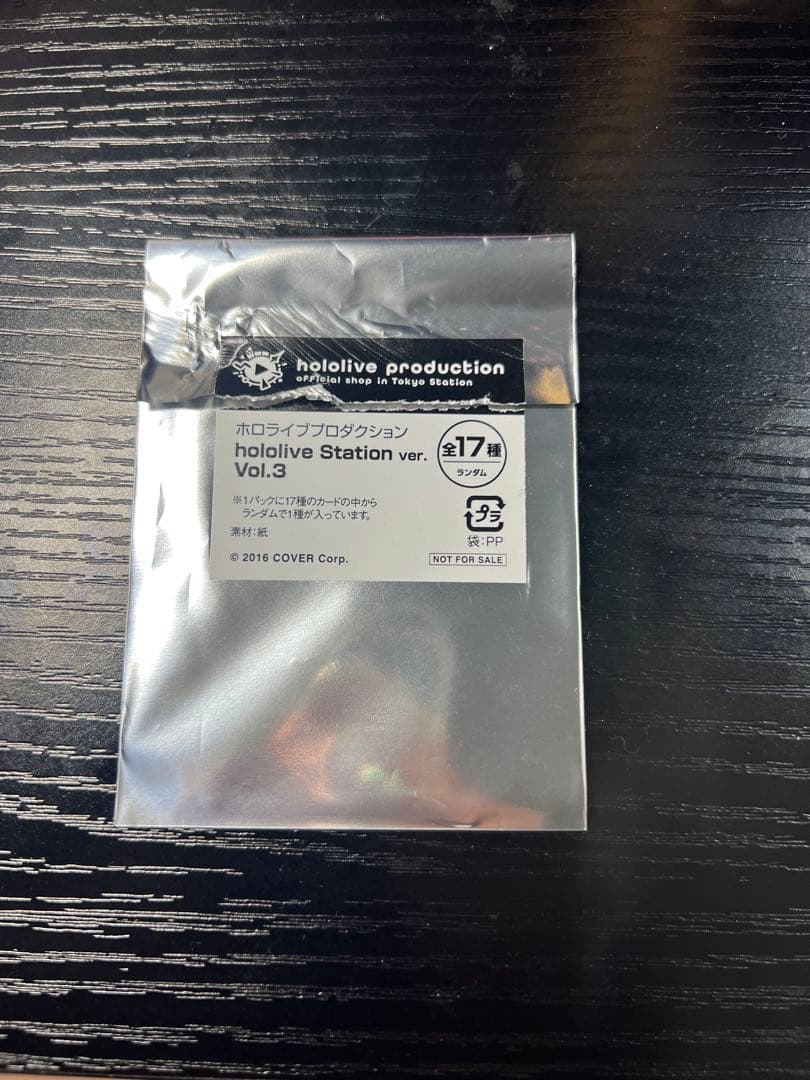 hololive production
official shop in Tokyo Station
ホロライブプロダクション
hololive Station ver.
Vol.3
全17種
ランダム
※1パックに17種のカードの中から
ランダムで1種が入っています。
素材:紙
プラ
袋:PP
© 2016 COVER Corp.
NOT FOR SALE